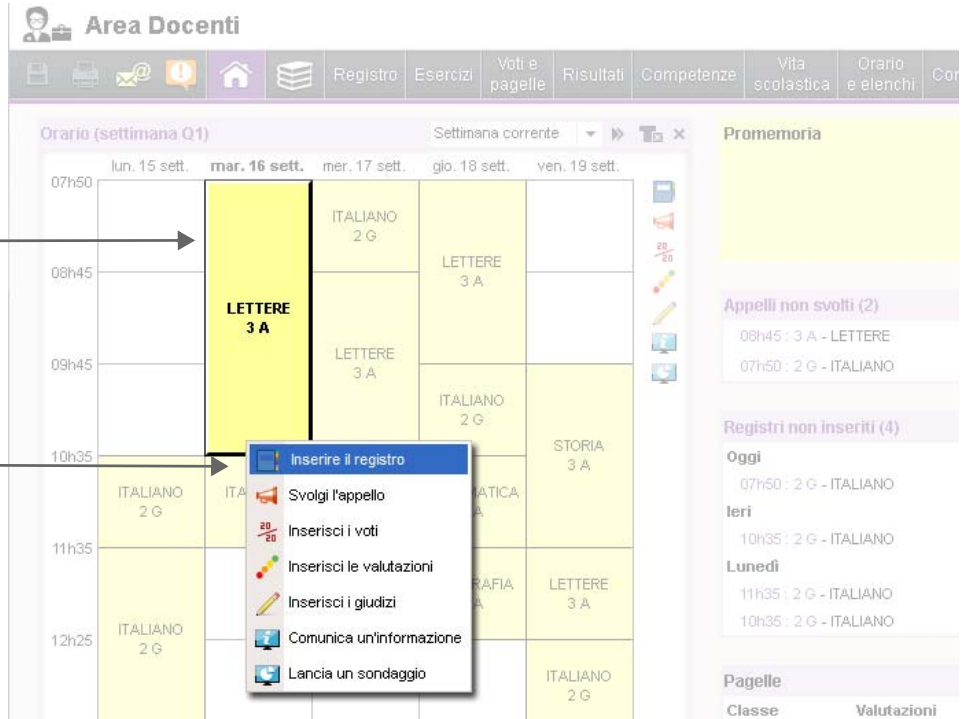 Area Docenti
Registro
Esercizi
Voti e
pagelle
Risultati
Competenze
Vita
scolastica
Orario
e elenchi
Orario (settimana Q1)
Settimana corrente
lun. 15 sett.
mar. 16 sett.
mer. 17 sett.
gio. 18 sett.
ven. 19 sett.
07h50
08h45
09h45
10h35
11h35
12h25
LETTERE
3 A
ITALIANO
2 G
LETTERE
3 A
LETTERE
3 A
ITALIANO
2 G
STORIA
3 A
ITALIANO
2 G
LETTERE
3 A
ITALIANO
2 G
ITALIANO
2 G
20
20
Inserire il registro
Svolgi l'appello
20
20
Inserisci i voti
Inserisci le valutazioni
Inserisci i giudizi
Comunica un'informazione
Lancia un sondaggio
Promemoria
Appelli non svolti (2)
08h45 : 3 A - LETTERE
07h50 : 2 G - ITALIANO
Registri non inseriti (4)
Oggi
07h50 : 2 G - ITALIANO
Ieri
10h35 : 2 G - ITALIANO
Lunedì
11h35 : 2 G - ITALIANO
10h35 : 2 G - ITALIANO
Pagelle
Classe
Valutazioni